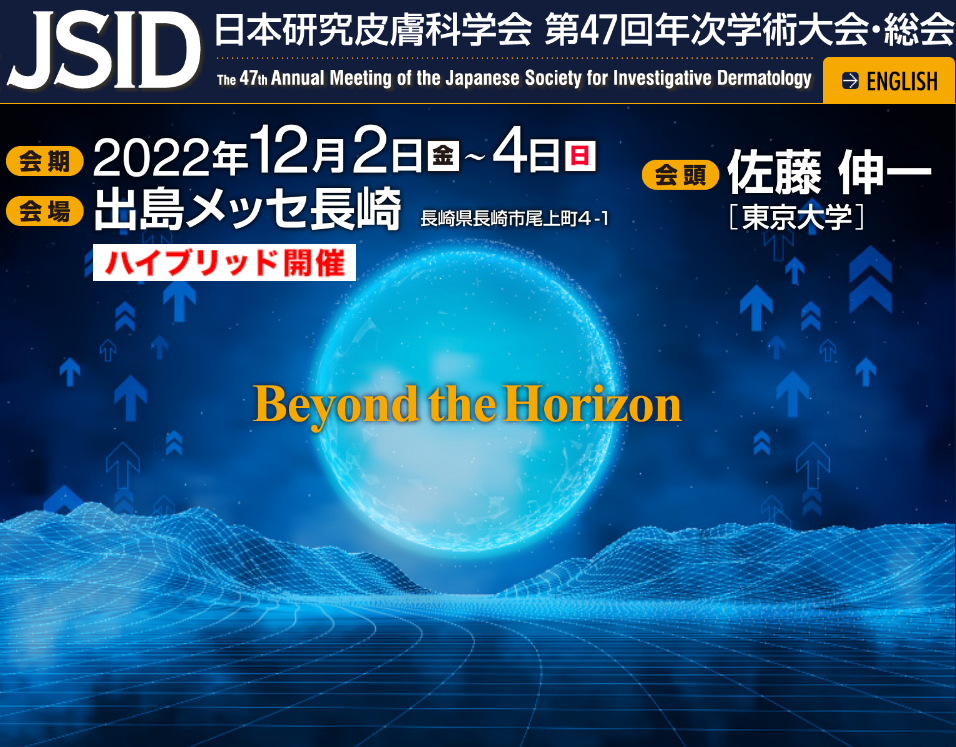 JSID
日本研究皮膚科学会 第47回年次学術大会・総会
The 47th Annual Meeting of the Japanese Society for Investigative Dermatology
ENGLISH
会期 2022年12月2日金～4日日
会場 出島メッセ長崎 長崎県長崎市尾上町4-1
ハイブリッド開催
会頭 佐藤 伸一
［東京大学］
Beyond the Horizon